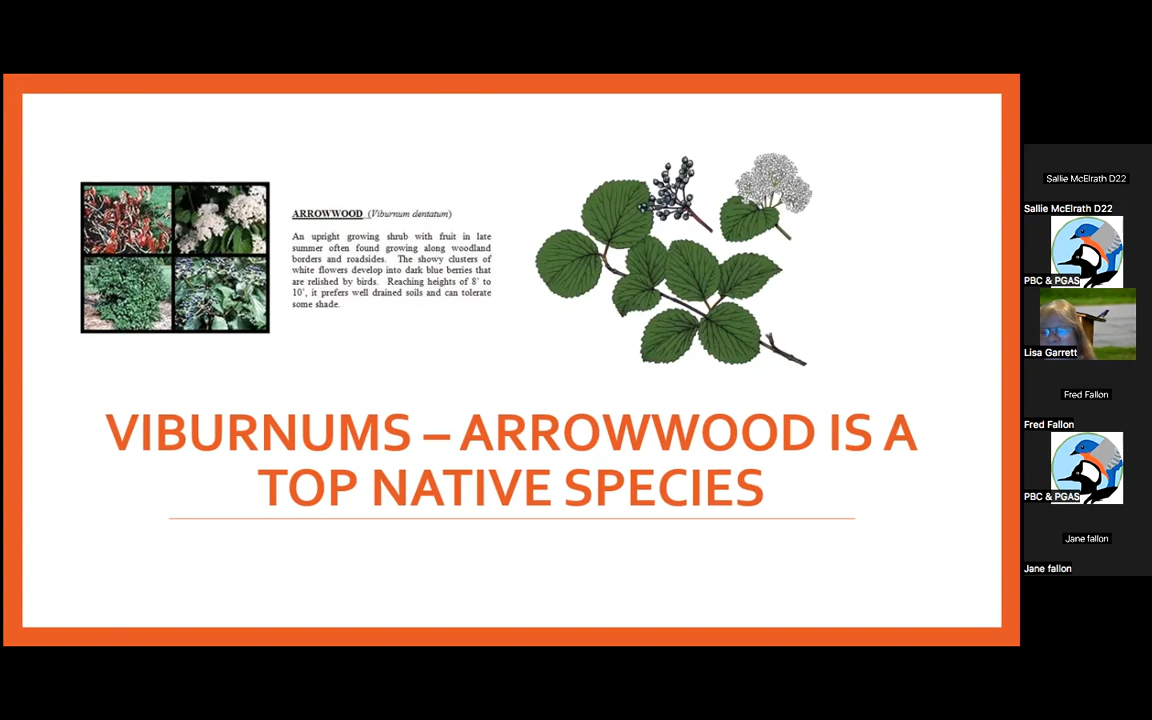 ARROWWOOD (Viburnum dentatum)
An upright growing shrub with fruit in late
summer often found growing along woodland
borders and roadsides. The showy clusters of
white flowers develop into dark blue berries that
are relished by birds. Reaching heights of 8' to
10', it prefers well drained soils and can tolerate
some shade.
VIBURNUMS – ARROWWOOD IS A
TOP NATIVE SPECIES
Sallie McElrath D22
Sallie McElrath D22
PBC & PGAS
Lisa Garrett
Fred Fallon
Fred Fallon
PBC & PGAS
Jane fallon
Jane fallon